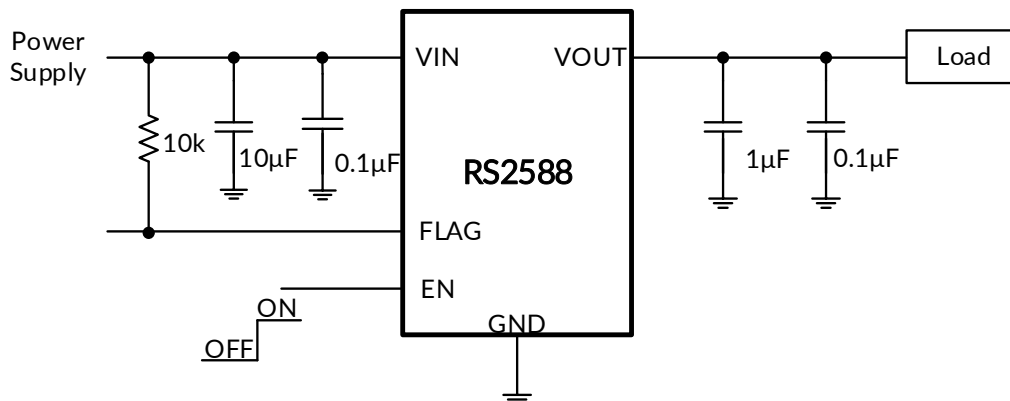 Power
Supply
VIN
VOUT
Load
10k
10µF
0.1µF
1µF
0.1µF
RS2588
FLAG
EN
ON
OFF
GND